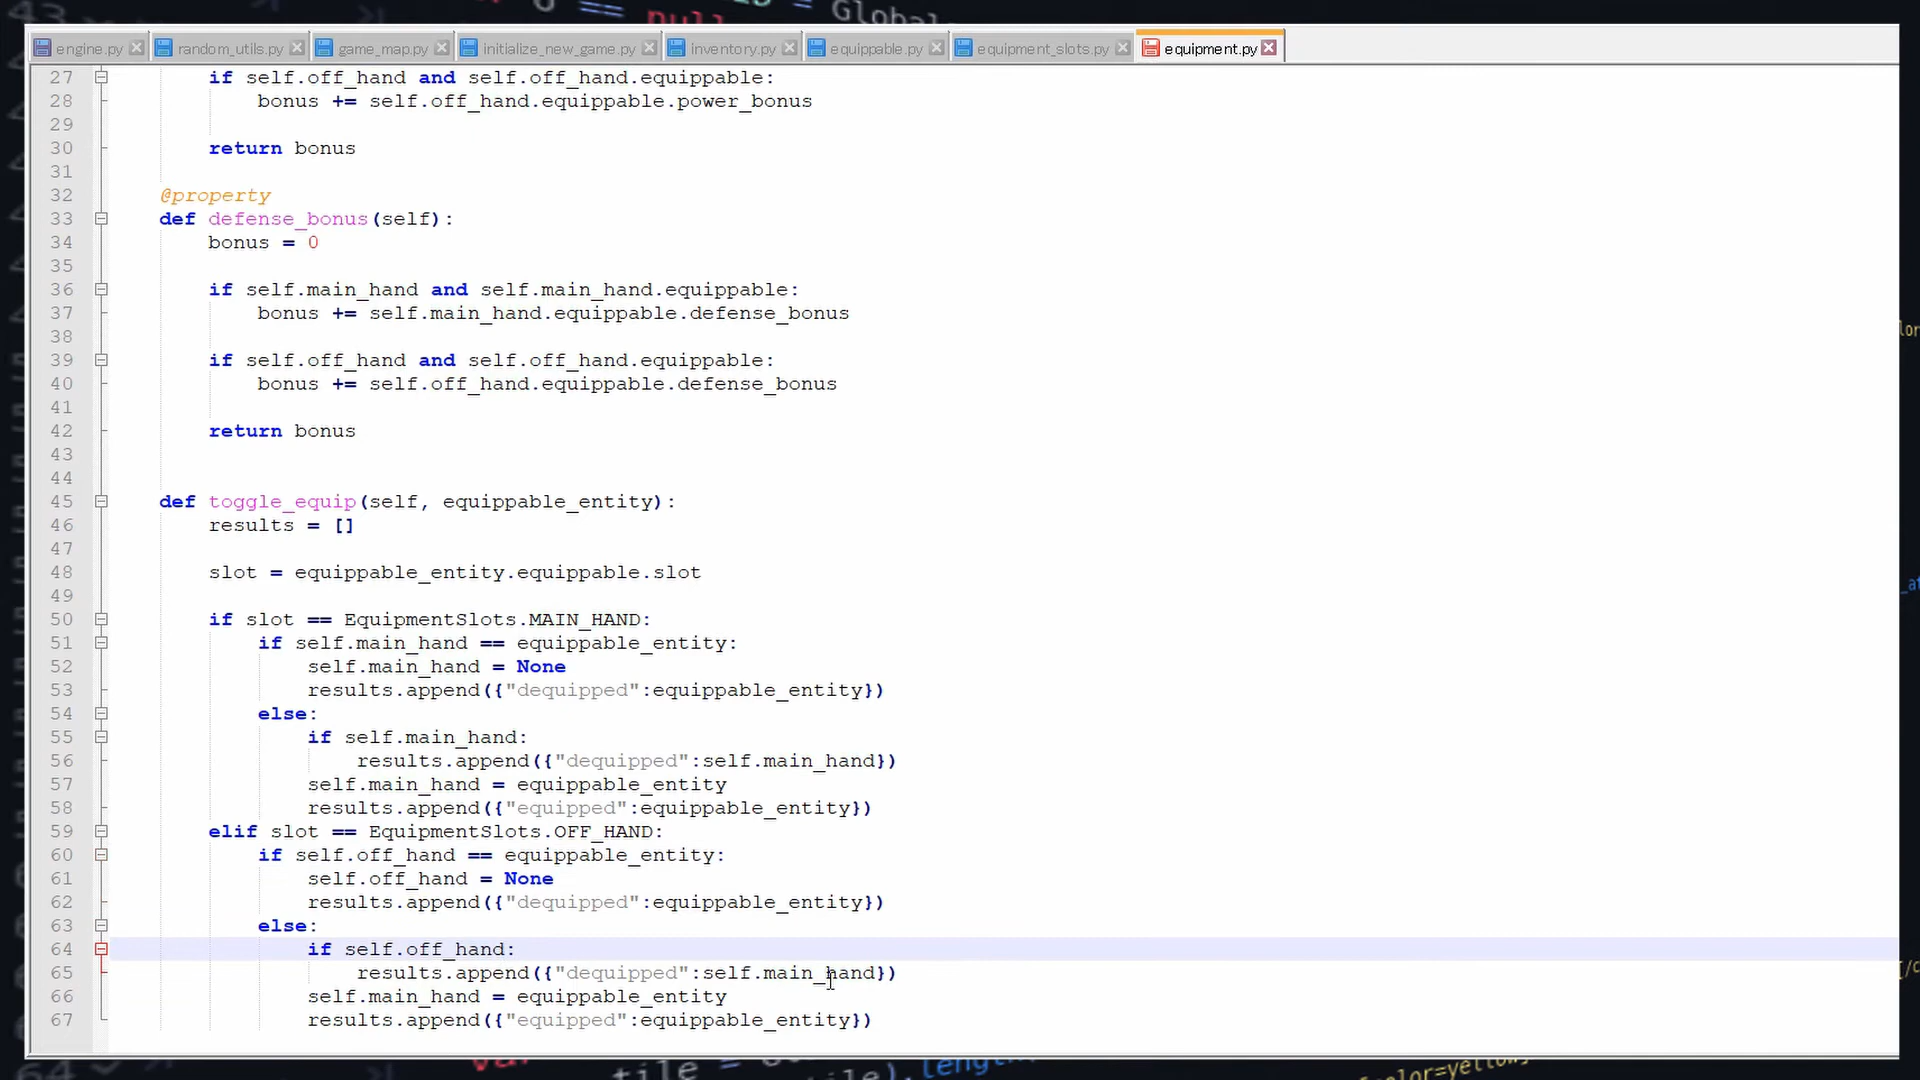 == null
= Global
engine.py random_utils.py game_map.py initialize_new_game.py inventory.py equippable.py equipment_slots.py equipment.py
27 if self.off_hand and self.off_hand.equippable:
28 bonus += self.off_hand.equippable.power_bonus
29
30 return bonus
31
32 @property
33 def defense_bonus(self):
34 bonus = 0
35
36 if self.main_hand and self.main_hand.equippable:
37 bonus += self.main_hand.equippable.defense_bonus
38
39 if self.off_hand and self.off_hand.equippable:
40 bonus += self.off_hand.equippable.defense_bonus
41
42 return bonus
43
44
45 def toggle_equip(self, equippable_entity):
46 results = []
47
48 slot = equippable_entity.equippable.slot
49
50 if slot == EquipmentSlots.MAIN_HAND:
51 if self.main_hand == equippable_entity:
52 self.main_hand = None
53 results.append({"dequipped":equippable_entity})
54 else:
55 if self.main_hand:
56 results.append({"dequipped":self.main_hand})
57 self.main_hand = equippable_entity
58 results.append({"equipped":equippable_entity})
59 elif slot == EquipmentSlots.OFF_HAND:
60 if self.off_hand == equippable_entity:
61 self.off_hand = None
62 results.append({"dequipped":equippable_entity})
63 else:
64 if self.off_hand:
65 results.append({"dequipped":self.main_hand})
66 self.main_hand = equippable_entity
67 results.append({"equipped":equippable_entity})